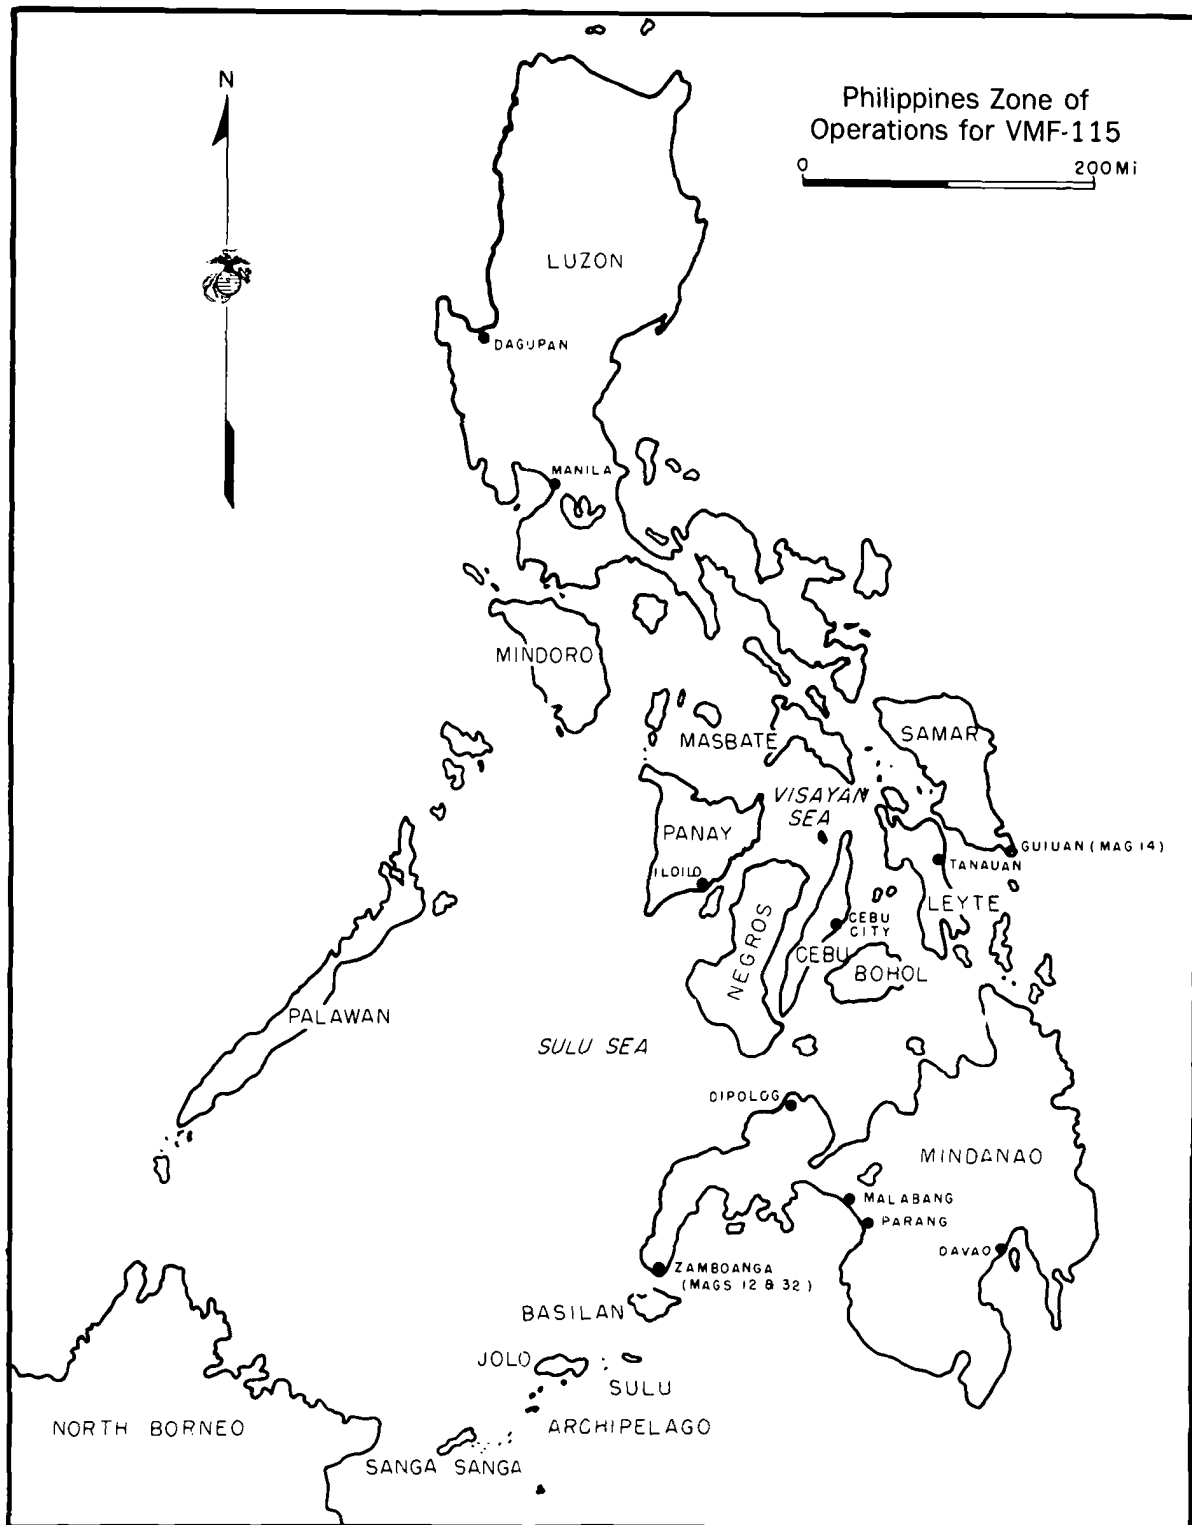 N
Philippines Zone of
Operations for VMF-115
0 200Mi
LUZON
DAGUPAN
MANILA
MINDORO
MASBATE
SAMAR
VISAYAN
SEA
PANAY
GUIUAN (MAG 14)
TANAUAN
ILOILO
LEYTE
NEGROS
CEBU
CITY
CEBU
BOHOL
PALAWAN
SULU SEA
DIPOLOG
MINDANAO
MALABANG
PARANG
DAVAO
ZAMBOANGA
(MAGS 12 & 32)
BASILAN
JOLO
SULU
ARCHIPELAGO
NORTH BORNEO
SANGA SANGA